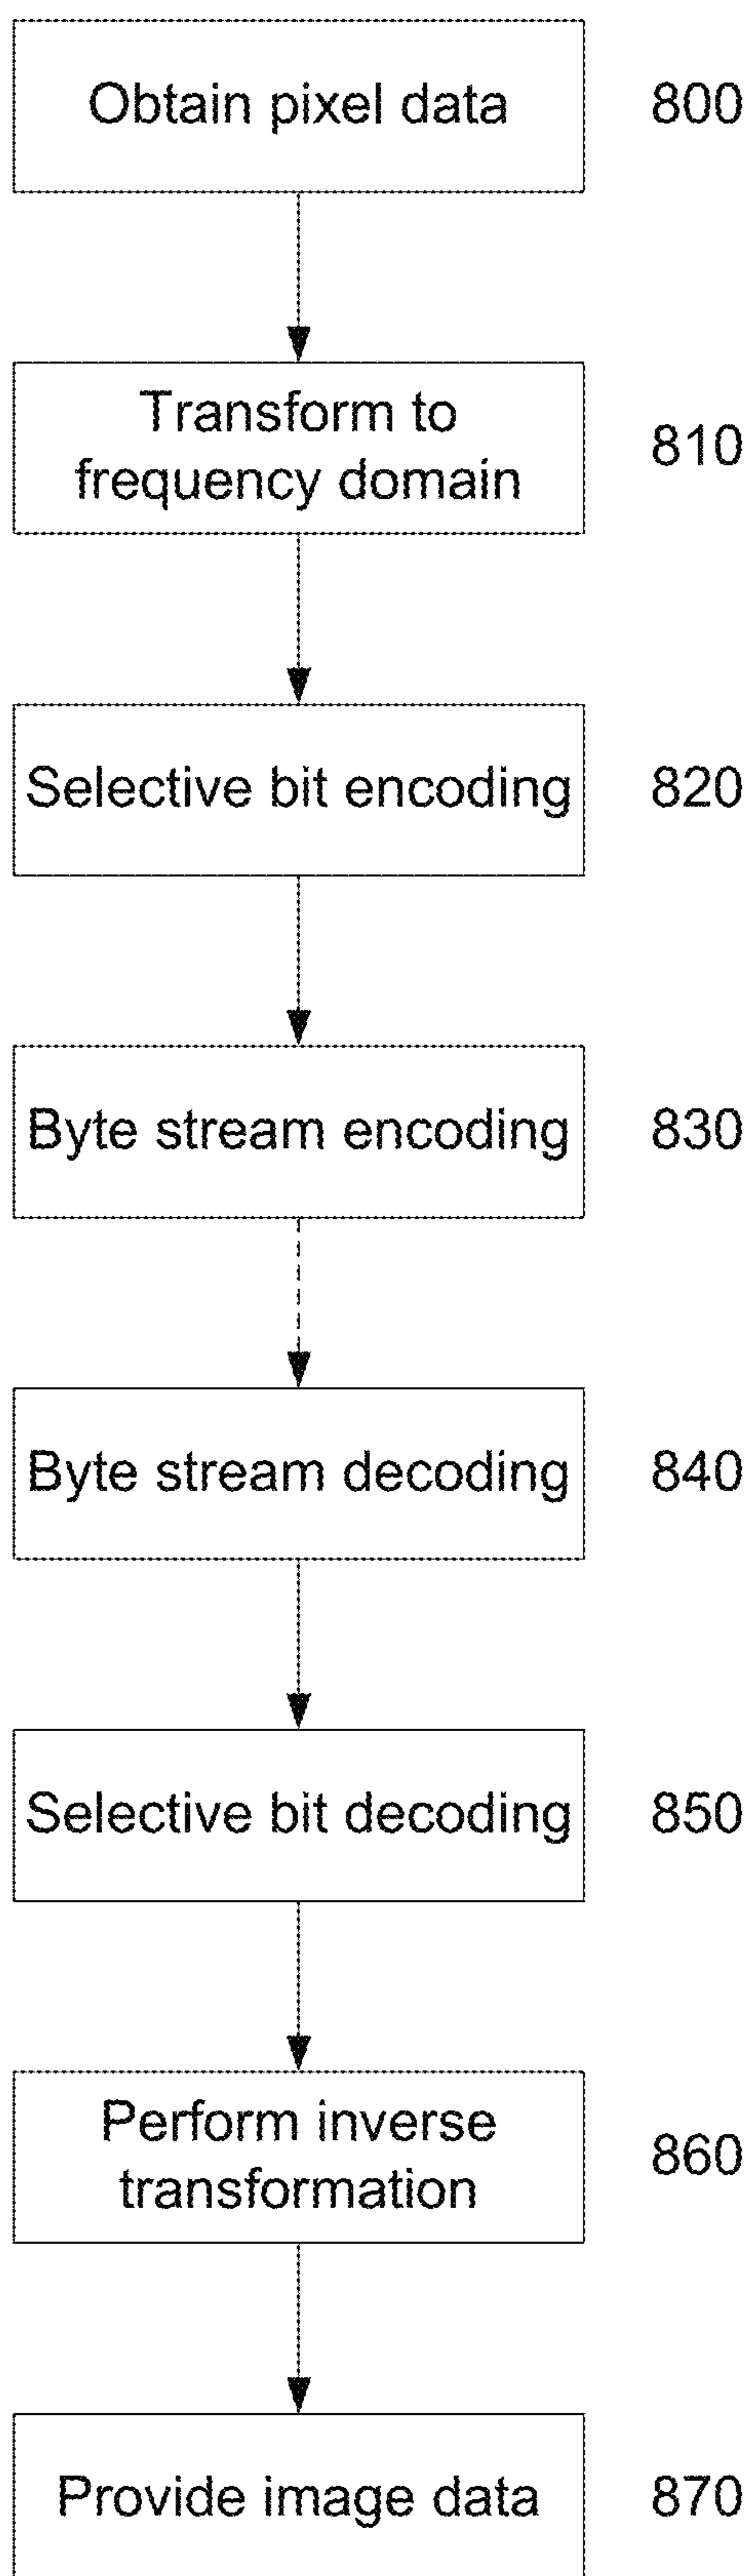 Obtain pixel data 800
Transform to
frequency domain 810
Selective bit encoding 820
Byte stream encoding 830
Byte stream decoding 840
Selective bit decoding 850
Perform inverse
transformation 860
Provide image data 870